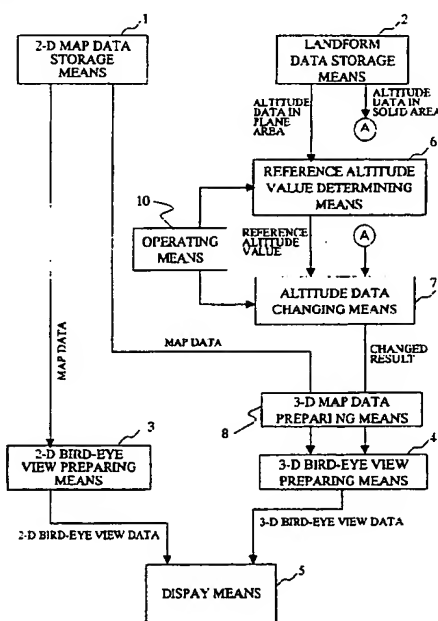 1
2-D MAP DATA
STORAGE
MEANS
2
LANDFORM
DATA STORAGE
MEANS
ALTITUDE
DATA IN
PLANE AREA
ALTITUDE
DATA IN
SOLID AREA
A
6
REFERENCE ALTITUDE
VALUE DETERMINING
MEANS
10
OPERATING
MEANS
REFERENCE
ALTITUDE
VALUE
A
7
ALTITUDE DATA
CHANGING MEANS
MAP DATA
CHANGED
RESULT
MAP DATA
3-D MAP DATA
PREPARING MEANS
8
3
2-D BIRD-EYE
VIEW PREPARING
MEANS
4
3-D BIRD-EYE VIEW
PREPARING MEANS
2-D BIRD-EYE VIEW DATA
3-D BIRD-EYE VIEW DATA
5
DISPAY MEANS